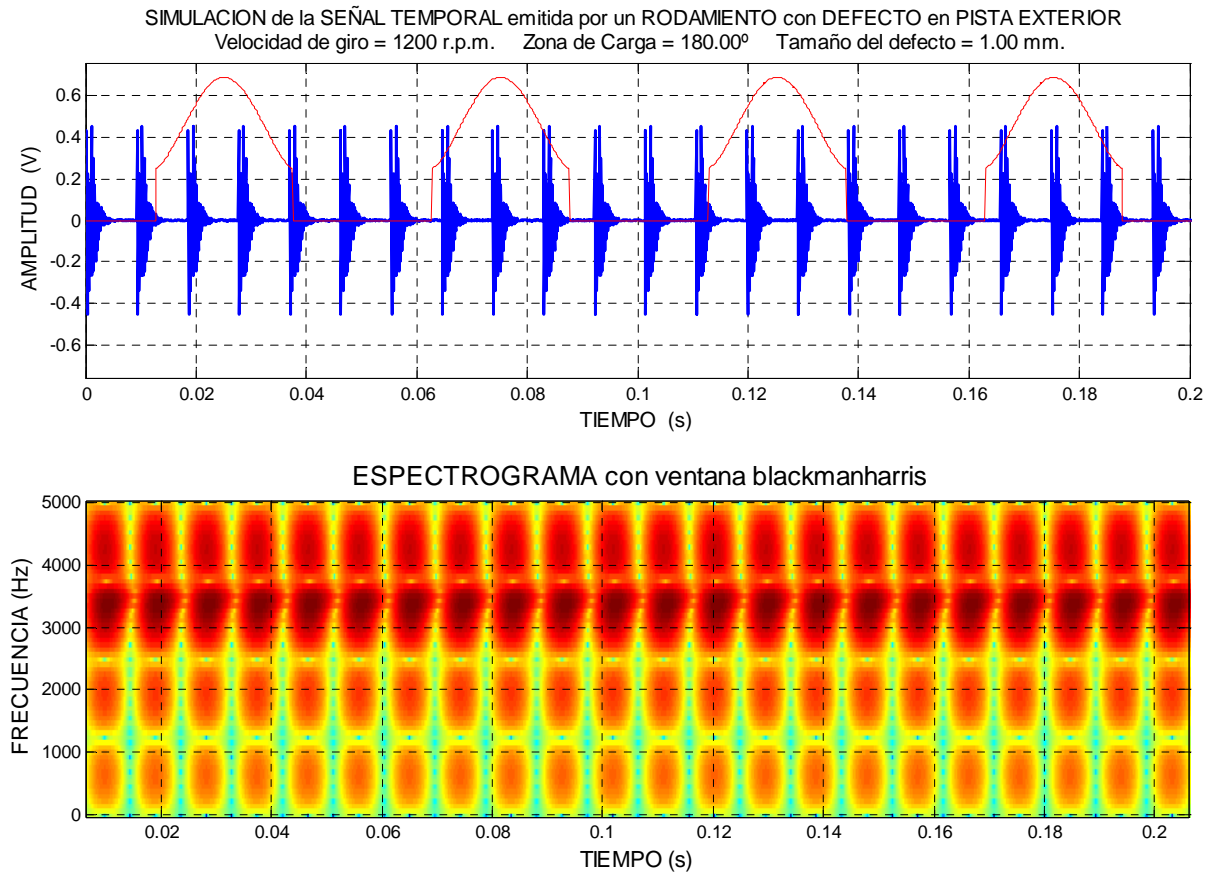 SIMULACION de la SEÑAL TEMPORAL emitida por un RODAMIENTO con DEFECTO en PISTA EXTERIOR
Velocidad de giro = 1200 r.p.m. Zona de Carga = 180.00º Tamaño del defecto = 1.00 mm.
AMPLITUD (V)
0.6
0.4
0.2
0
-0.2
-0.4
-0.6
0 0.02 0.04 0.06 0.08 0.1 0.12 0.14 0.16 0.18 0.2
TIEMPO (s)
ESPECTROGRAMA con ventana blackmanharris
FRECUENCIA (Hz)
5000
4000
3000
2000
1000
0
0.02 0.04 0.06 0.08 0.1 0.12 0.14 0.16 0.18 0.2
TIEMPO (s)